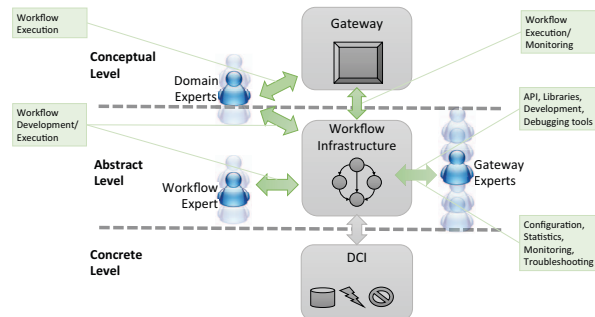 Workflow
Execution
Gateway
Workflow
Execution/
Monitoring
Conceptual
Level
Domain
Experts
API, Libraries,
Development,
Debugging tools
Workflow
Development/
Execution
Workflow
Infrastructure
Abstract
Level
Workflow
Expert
Gateway
Experts
Configuration,
Statistics,
Monitoring,
Troubleshooting
Concrete
Level
DCI